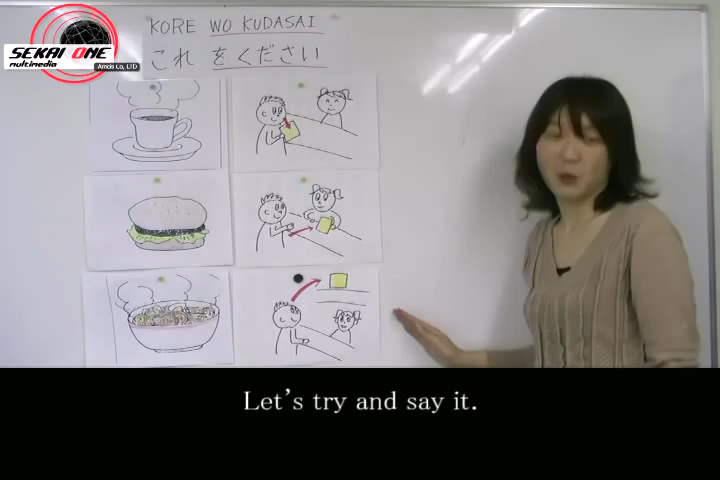 KORE WO KUDASAI
これ をください
SEKAI ONE
multimedia
Amcis Co, LTD
Let's try and say it.